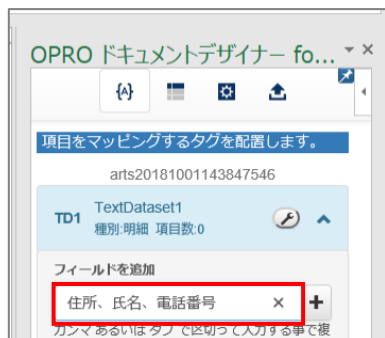 OPRO ドキュメントデザイナー fo...
{A}
項目をマッピングするタグを配置します。
arts20181001143847546
TD1 TextDataset1
種別:明細 項目数:0
フィールドを追加
住所、氏名、電話番号 × +
カンマあるいはタブで区切って入力する事で複